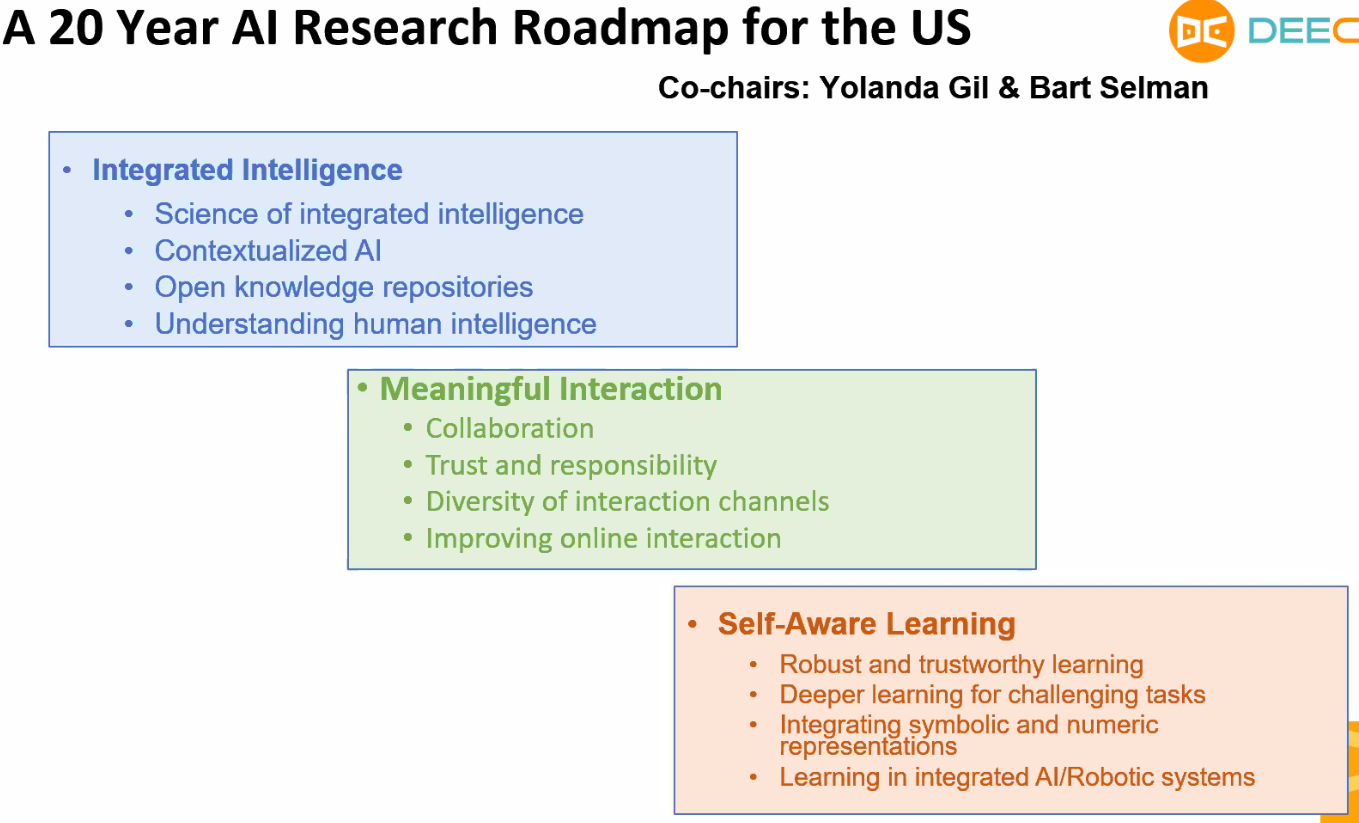 A 20 Year AI Research Roadmap for the US
DEEC
Co-chairs: Yolanda Gil & Bart Selman
• Integrated Intelligence
• Science of integrated intelligence
• Contextualized AI
• Open knowledge repositories
• Understanding human intelligence
• Meaningful Interaction
• Collaboration
• Trust and responsibility
• Diversity of interaction channels
• Improving online interaction
• Self-Aware Learning
• Robust and trustworthy learning
• Deeper learning for challenging tasks
• Integrating symbolic and numeric
representations
• Learning in integrated AI/Robotic systems